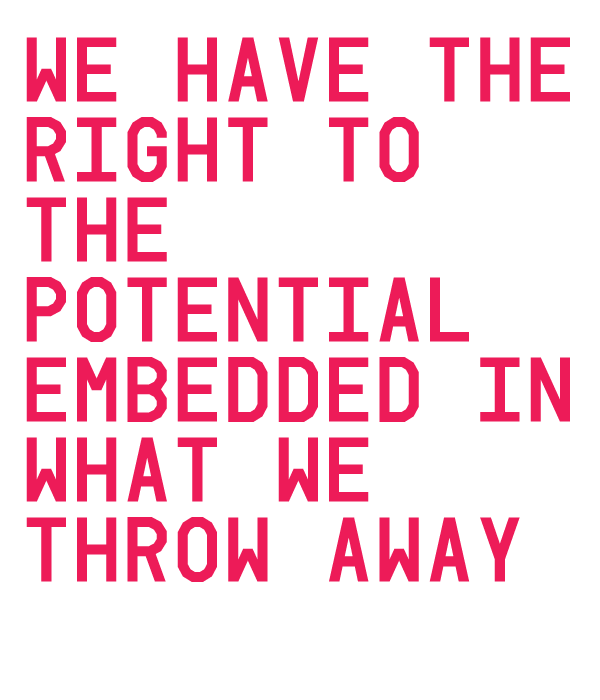 WE HAVE THE
RIGHT TO
THE
POTENTIAL
EMBEDDED IN
WHAT WE
THROW AWAY